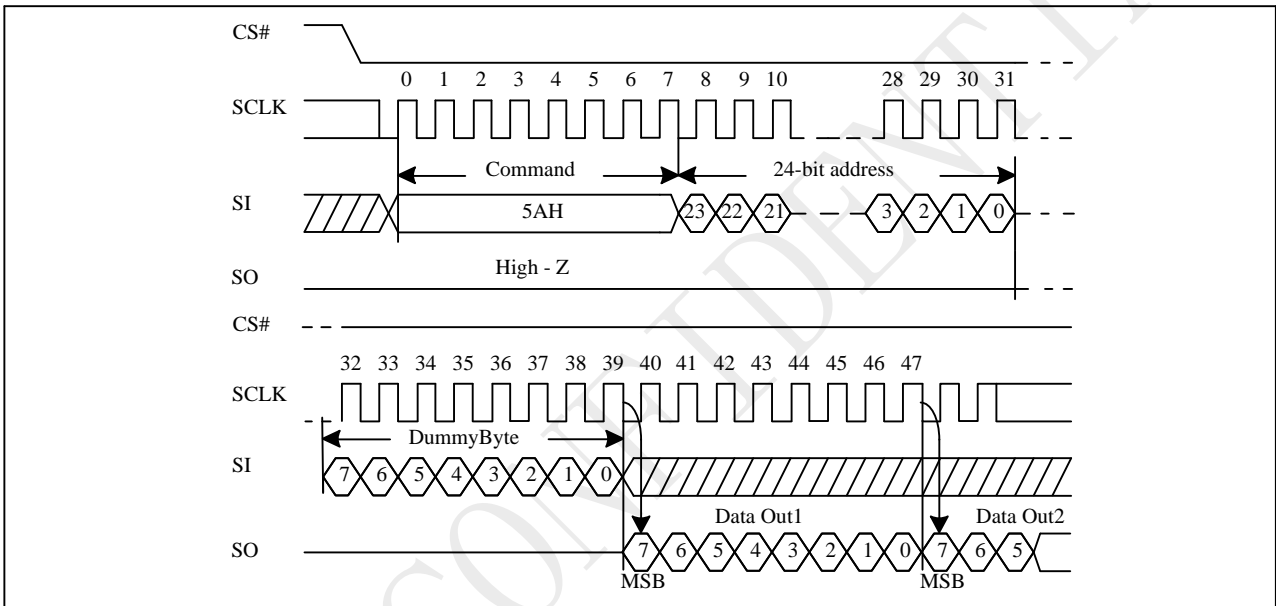 CS#
0 1 2 3 4 5 6 7 8 9 10 28 29 30 31
SCLK
Command 24-bit address
SI 5AH 23 22 21 3 2 1 0
High - Z
SO
CS#
32 33 34 35 36 37 38 39 40 41 42 43 44 45 46 47
SCLK
DummyByte
SI 7 6 5 4 3 2 1 0
Data Out1 Data Out2
SO 7 6 5 4 3 2 1 0 7 6 5
MSB MSB
CONFIDENTIA